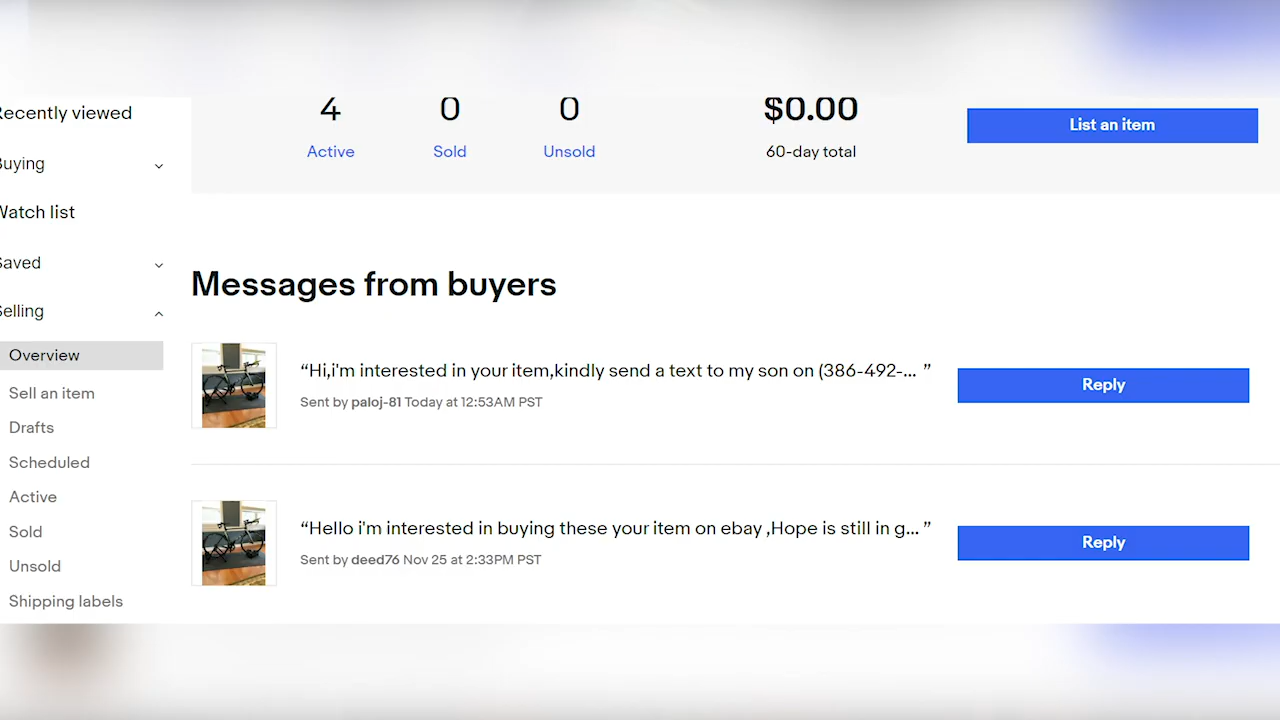 4 0 0 $0.00
Active Sold Unsold 60-day total
List an item
Recently viewed
Buying
Watch list
Saved
Selling
Overview
Sell an item
Drafts
Scheduled
Active
Sold
Unsold
Shipping labels
Messages from buyers
“Hi,i'm interested in your item,kindly send a text to my son on (386-492-... ”
Sent by paloj-81 Today at 12:53AM PST
Reply
“Hello i'm interested in buying these your item on ebay ,Hope is still in g... ”
Sent by deed76 Nov 25 at 2:33PM PST
Reply